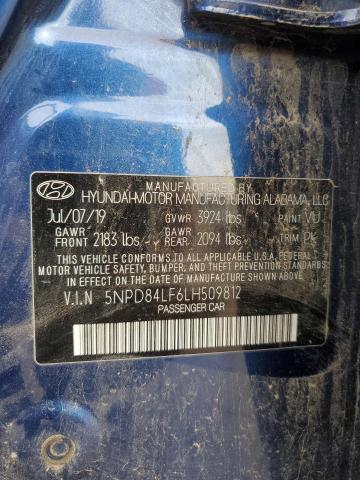 MANUFACTURED BY
HYUNDAI-MOTOR MANUFACTURING ALABAMA, LLC
Jul/07/19 GVWR 3924 lbs PAINT VU
GAWR FRONT 2183 lbs GAWR REAR 2094 lbs TRIM PK
THIS VEHICLE CONFORMS TO ALL APPLICABLE U.S.A. FEDERAL
MOTOR VEHICLE SAFETY, BUMPER, AND THEFT PREVENTION STANDARDS
IN EFFECT ON THE DATE OF MANUFACTURE SHOWN ABOVE.
V.I.N 5NPD84LF6LH509812
PASSENGER CAR